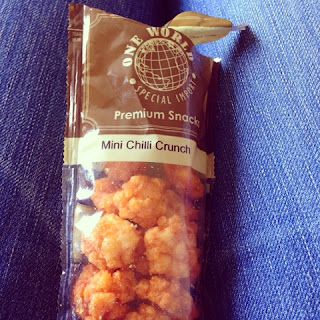 ONE WORLD
SPECIAL IMPORT
Premium Snacks
Mini Chilli Crunch